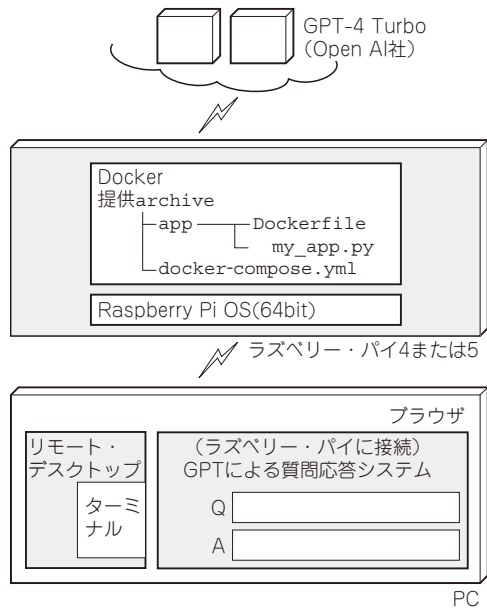 GPT-4 Turbo
(Open AI社)
Docker
提供archive
app
Dockerfile
my_app.py
docker-compose.yml
Raspberry Pi OS(64bit)
ラズベリー・パイ4または5
ブラウザ
リモート・
デスクトップ
ターミ
ナル
(ラズベリー・パイに接続)
GPTによる質問応答システム
Q
A
PC